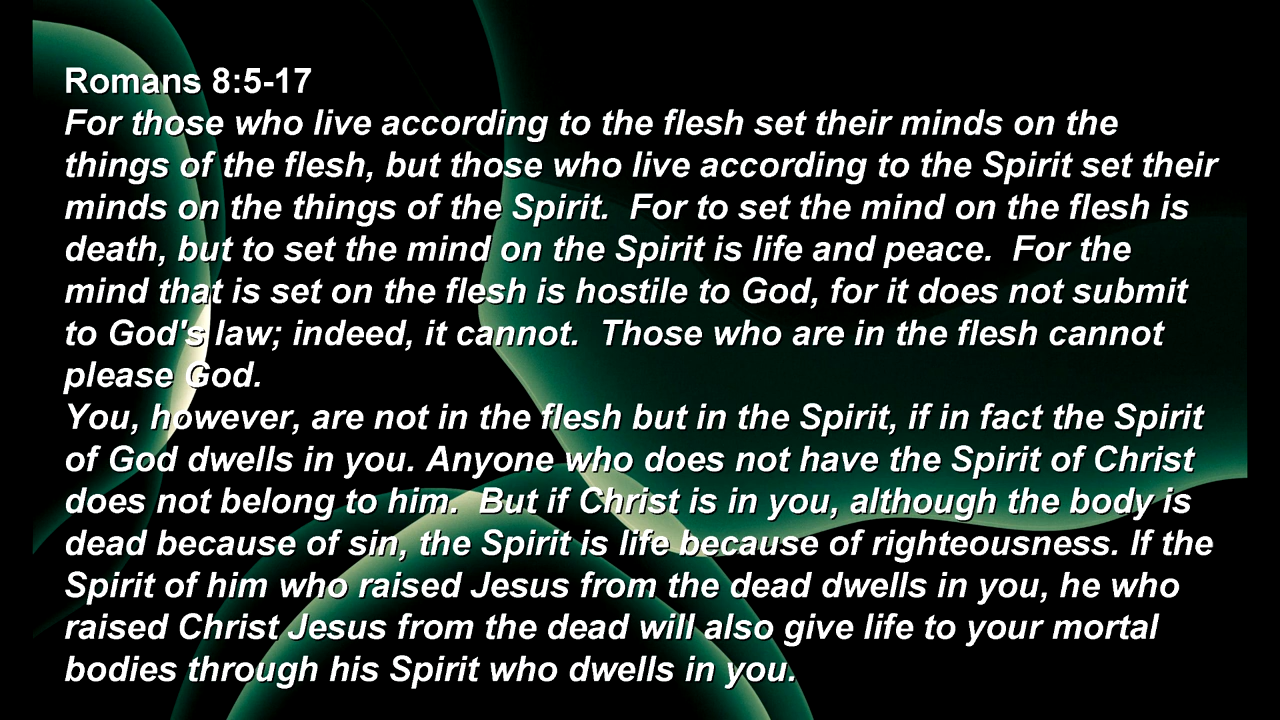 Romans 8:5-17
For those who live according to the flesh set their minds on the
things of the flesh, but those who live according to the Spirit set their
minds on the things of the Spirit.  For to set the mind on the flesh is
death, but to set the mind on the Spirit is life and peace.  For the
mind that is set on the flesh is hostile to God, for it does not submit
to God's law; indeed, it cannot.  Those who are in the flesh cannot
please God.
You, however, are not in the flesh but in the Spirit, if in fact the Spirit
of God dwells in you. Anyone who does not have the Spirit of Christ
does not belong to him.  But if Christ is in you, although the body is
dead because of sin, the Spirit is life because of righteousness. If the
Spirit of him who raised Jesus from the dead dwells in you, he who
raised Christ Jesus from the dead will also give life to your mortal
bodies through his Spirit who dwells in you.